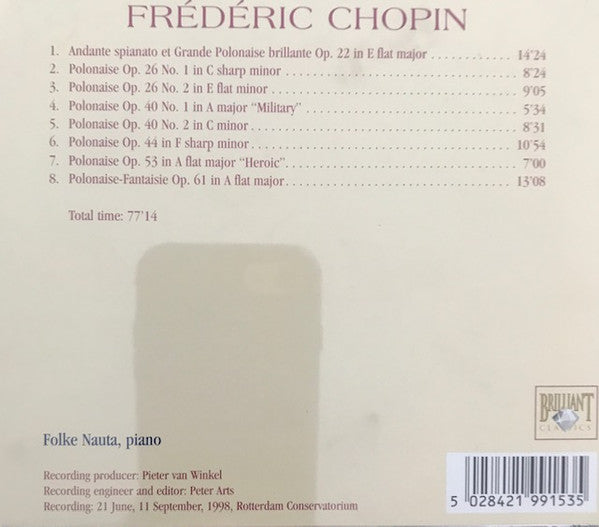 FRÉDÉRIC CHOPIN
1. Andante spianato et Grande Polonaise brillante Op. 22 in E flat major ........... 14'24
2. Polonaise Op. 26 No. 1 in C sharp minor ........... 8'24
3. Polonaise Op. 26 No. 2 in E flat minor ........... 9'05
4. Polonaise Op. 40 No. 1 in A major “Military” ........... 5'34
5. Polonaise Op. 40 No. 2 in C minor ........... 8'31
6. Polonaise Op. 44 in F sharp minor ........... 10'54
7. Polonaise Op. 53 in A flat major “Heroic” ........... 7'00
8. Polonaise-Fantaisie Op. 61 in A flat major ........... 13'08
Total time: 77'14
BRILLIANT
CLASSICS
Folke Nauta, piano
Recording producer: Pieter van Winkel
Recording engineer and editor: Peter Arts
Recording: 21 June, 11 September, 1998, Rotterdam Conservatorium
5 028421 991535